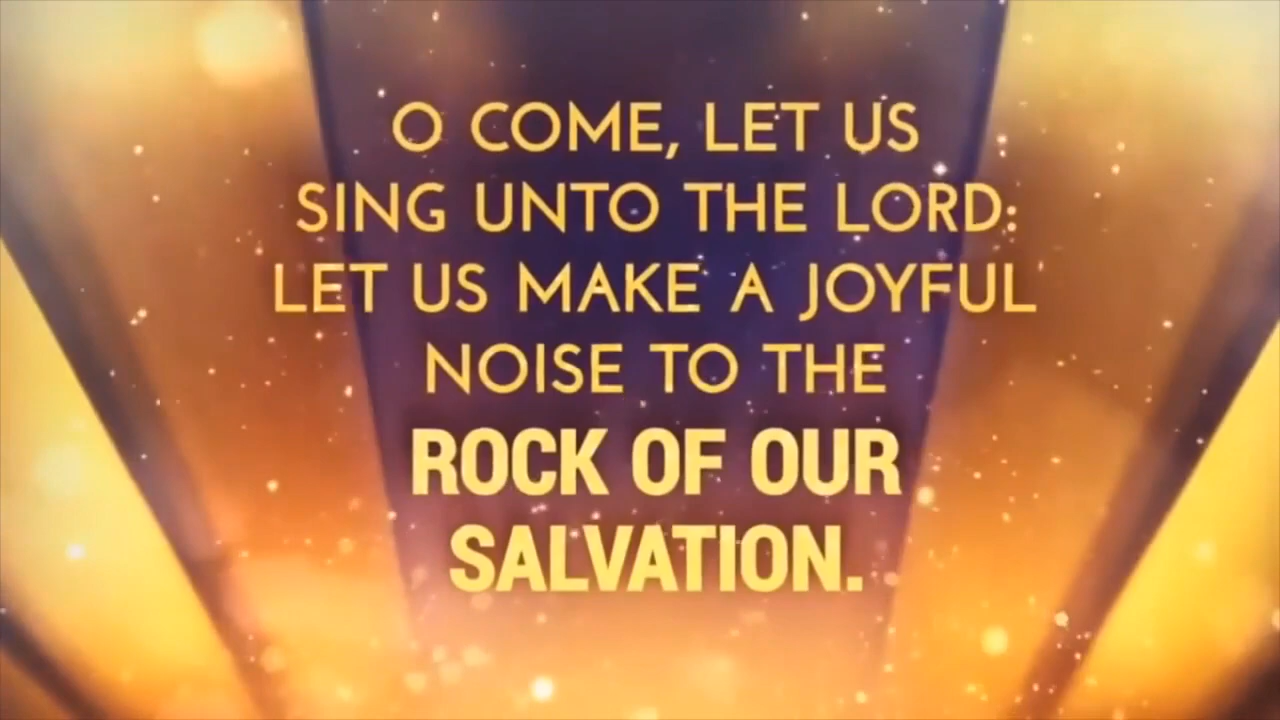 O COME, LET US
SING UNTO THE LORD:
LET US MAKE A JOYFUL
NOISE TO THE
ROCK OF OUR
SALVATION.